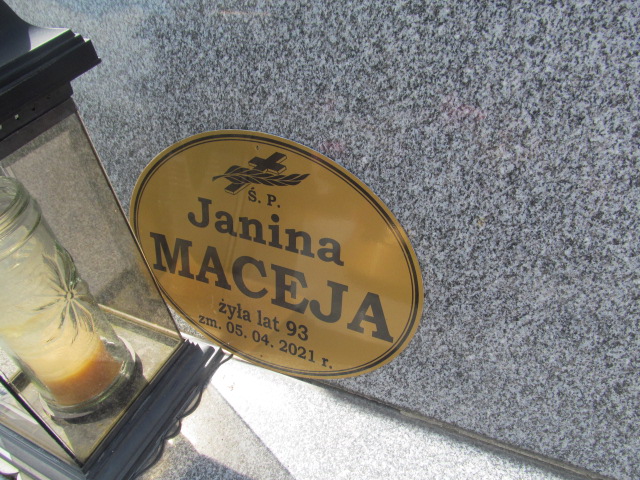 Ś. P.
Janina
MACEJA
żyła lat 93
zm. 05. 04. 2021 r.